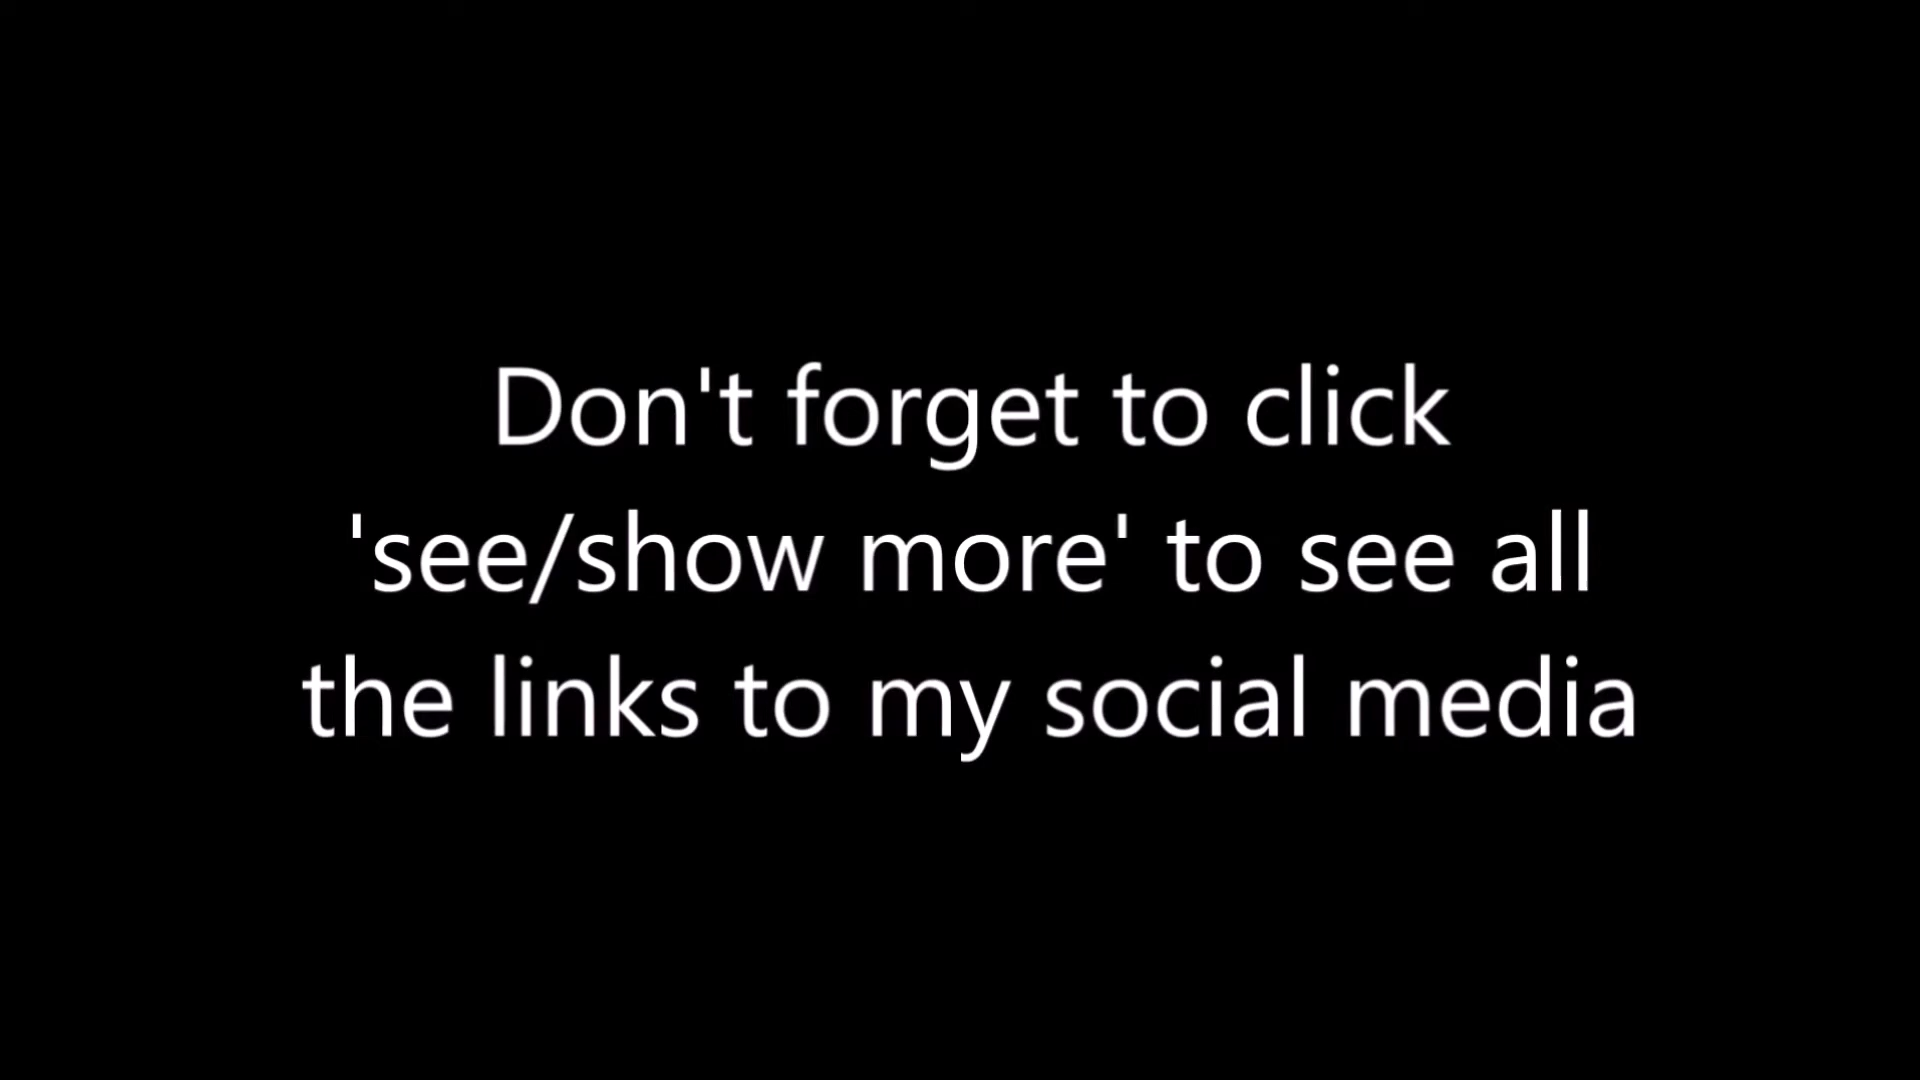 Don't forget to click
'see/show more' to see all
the links to my social media